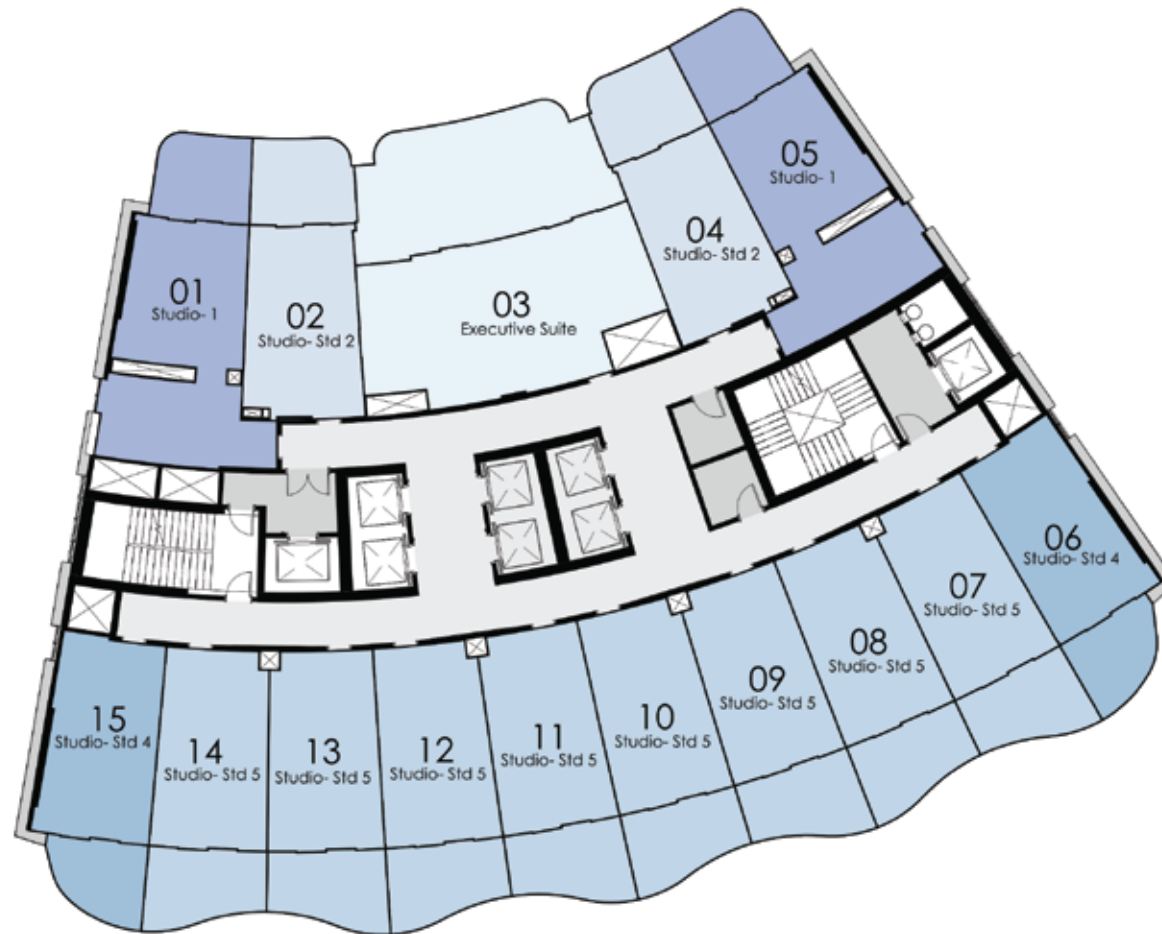 01
Studio- 1
02
Studio- Std 2
03
Executive Suite
04
Studio- Std 2
05
Studio- 1
06
Studio- Std 4
07
Studio- Std 5
08
Studio- Std 5
09
Studio- Std 5
10
Studio- Std 5
11
Studio- Std 5
12
Studio- Std 5
13
Studio- Std 5
14
Studio- Std 5
15
Studio- Std 4